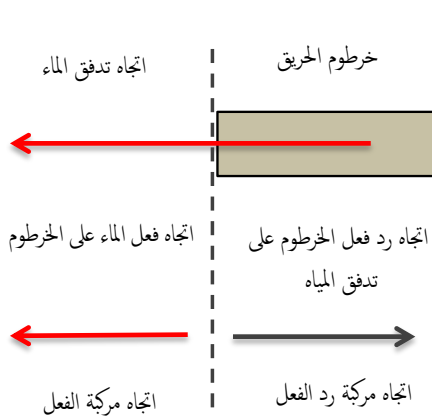 خرطوم الحريق
اتجاه تدفق الماء
اتجاه رد فعل الخرطوم على
تدفق المياه
اتجاه فعل الماء على الخرطوم
اتجاه مركبة رد الفعل
اتجاه مركبة الفعل